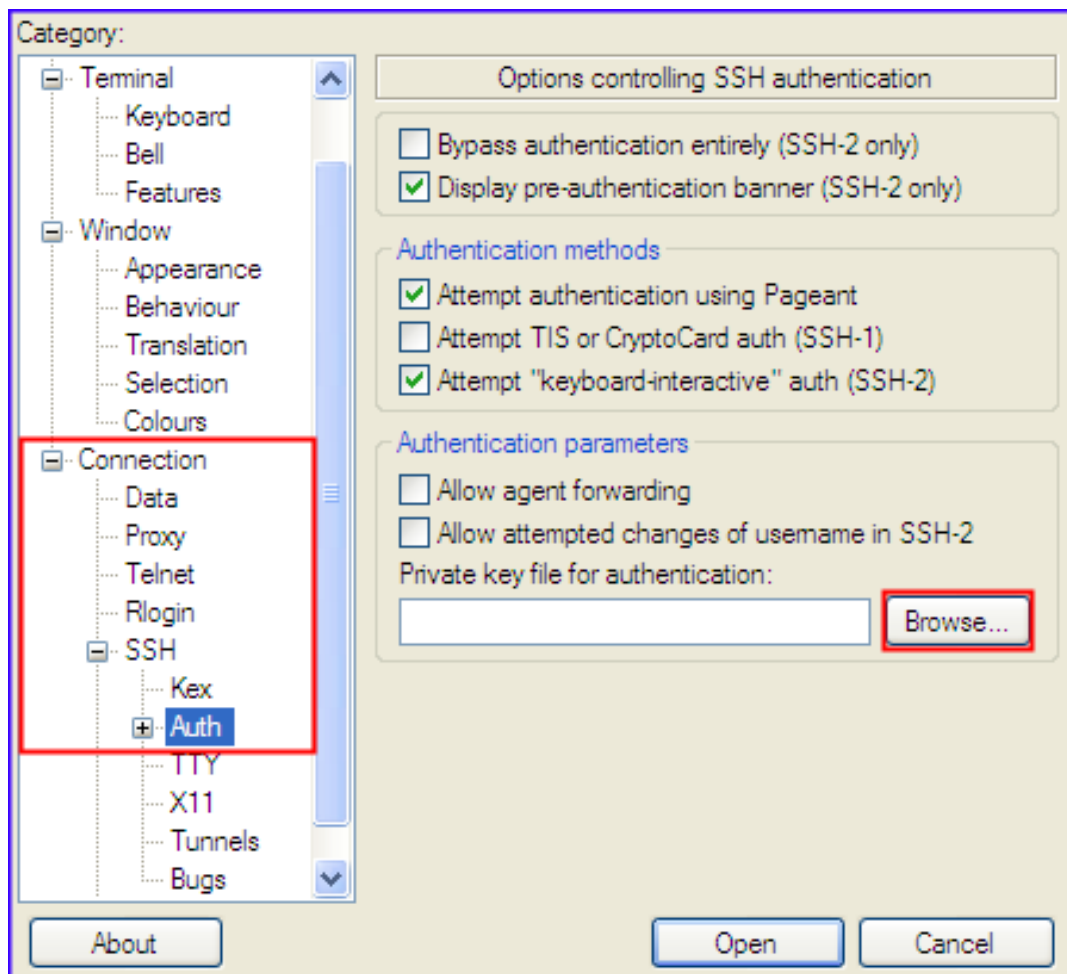 Category:
Terminal
Keyboard
Bell
Features
Window
Appearance
Behaviour
Translation
Selection
Colours
Connection
Data
Proxy
Telnet
Rlogin
SSH
Kex
Auth
TTY
X11
Tunnels
Bugs
Options controlling SSH authentication
Bypass authentication entirely (SSH-2 only)
Display pre-authentication banner (SSH-2 only)
Authentication methods
Attempt authentication using Pageant
Attempt TIS or CryptoCard auth (SSH-1)
Attempt "keyboard-interactive" auth (SSH-2)
Authentication parameters
Allow agent forwarding
Allow attempted changes of username in SSH-2
Private key file for authentication:
Browse...
About
Open
Cancel